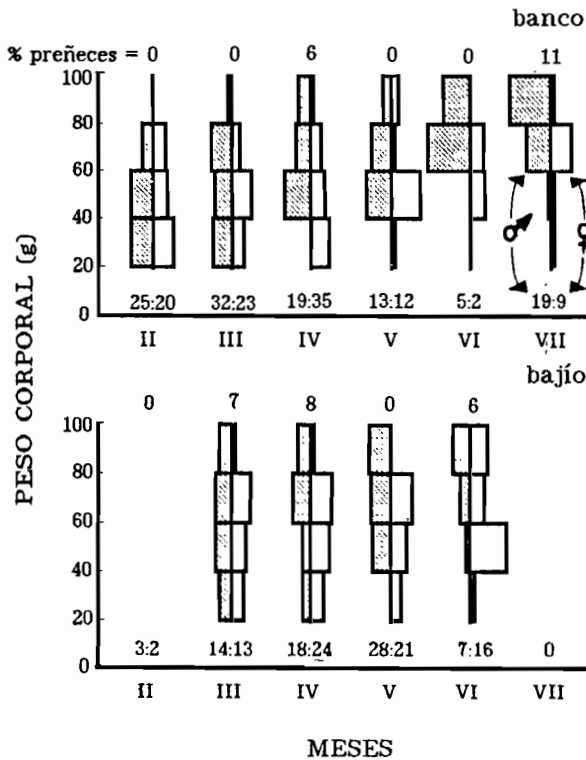 banco
% preñeces = 0 0 6 0 0 11
100
80
60
40
20
0
♂ ♀
25:20 32:23 19:35 13:12 5:2 19:9
II III IV V VI VII
bajío
0 7 8 0 6
100
80
60
40
20
0
3:2 14:13 18:24 28:21 7:16 0
II III IV V VI VII
PESO CORPORAL (g)
MESES